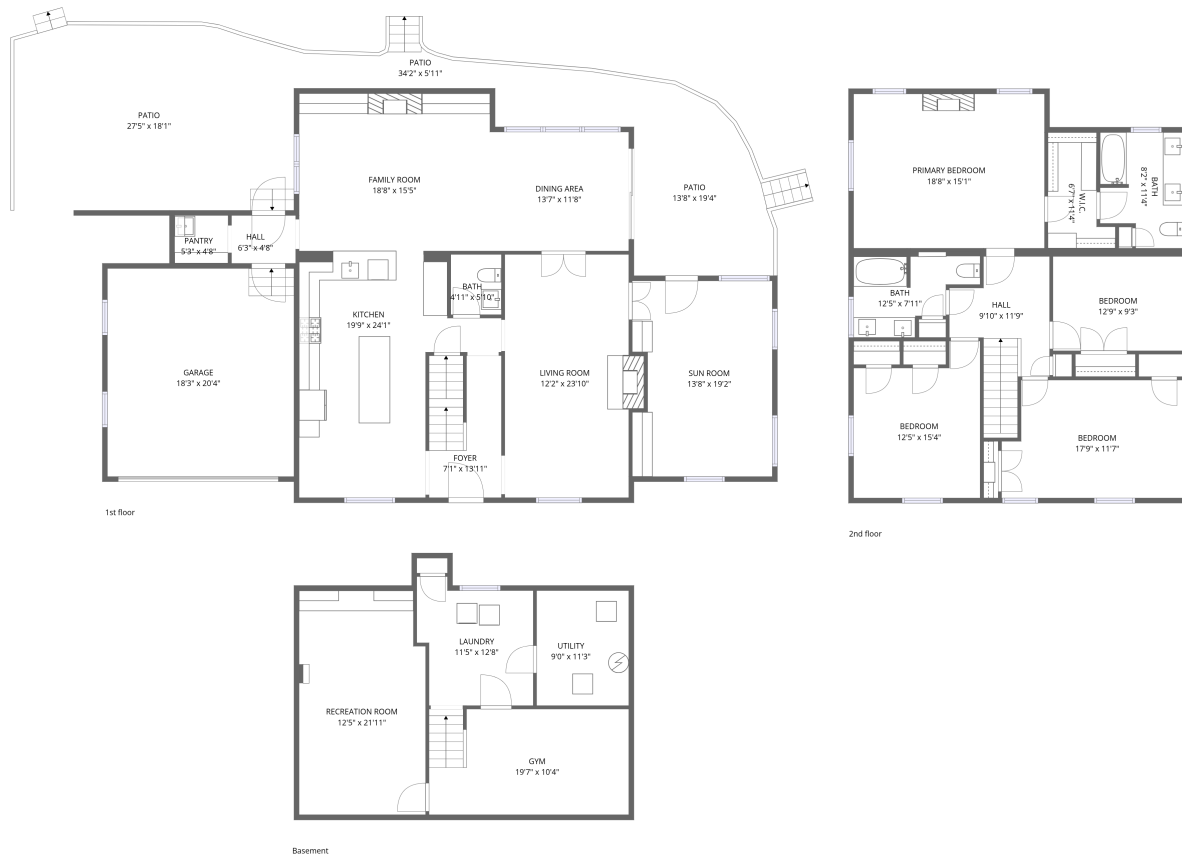 PATIO
34'2" x 5'11"
PATIO
27'5" x 18'1"
FAMILY ROOM
18'8" x 15'5"
DINING AREA
13'7" x 11'8"
PATIO
13'8" x 19'4"
PANTRY
5'3" x 4'8"
HALL
6'3" x 4'8"
BATH
4'11" x 5'10"
KITCHEN
19'9" x 24'1"
GARAGE
18'3" x 20'4"
LIVING ROOM
12'2" x 23'10"
SUN ROOM
13'8" x 19'2"
FOYER
7'1" x 13'11"
1st floor
PRIMARY BEDROOM
18'8" x 15'1"
W.I.C.
6'7" x 11'4"
BATH
8'2" x 11'4"
BATH
12'5" x 7'11"
HALL
9'10" x 11'9"
BEDROOM
12'9" x 9'3"
BEDROOM
12'5" x 15'4"
BEDROOM
17'9" x 11'7"
2nd floor
LAUNDRY
11'5" x 12'8"
UTILITY
9'0" x 11'3"
RECREATION ROOM
12'5" x 21'11"
GYM
19'7" x 10'4"
Basement